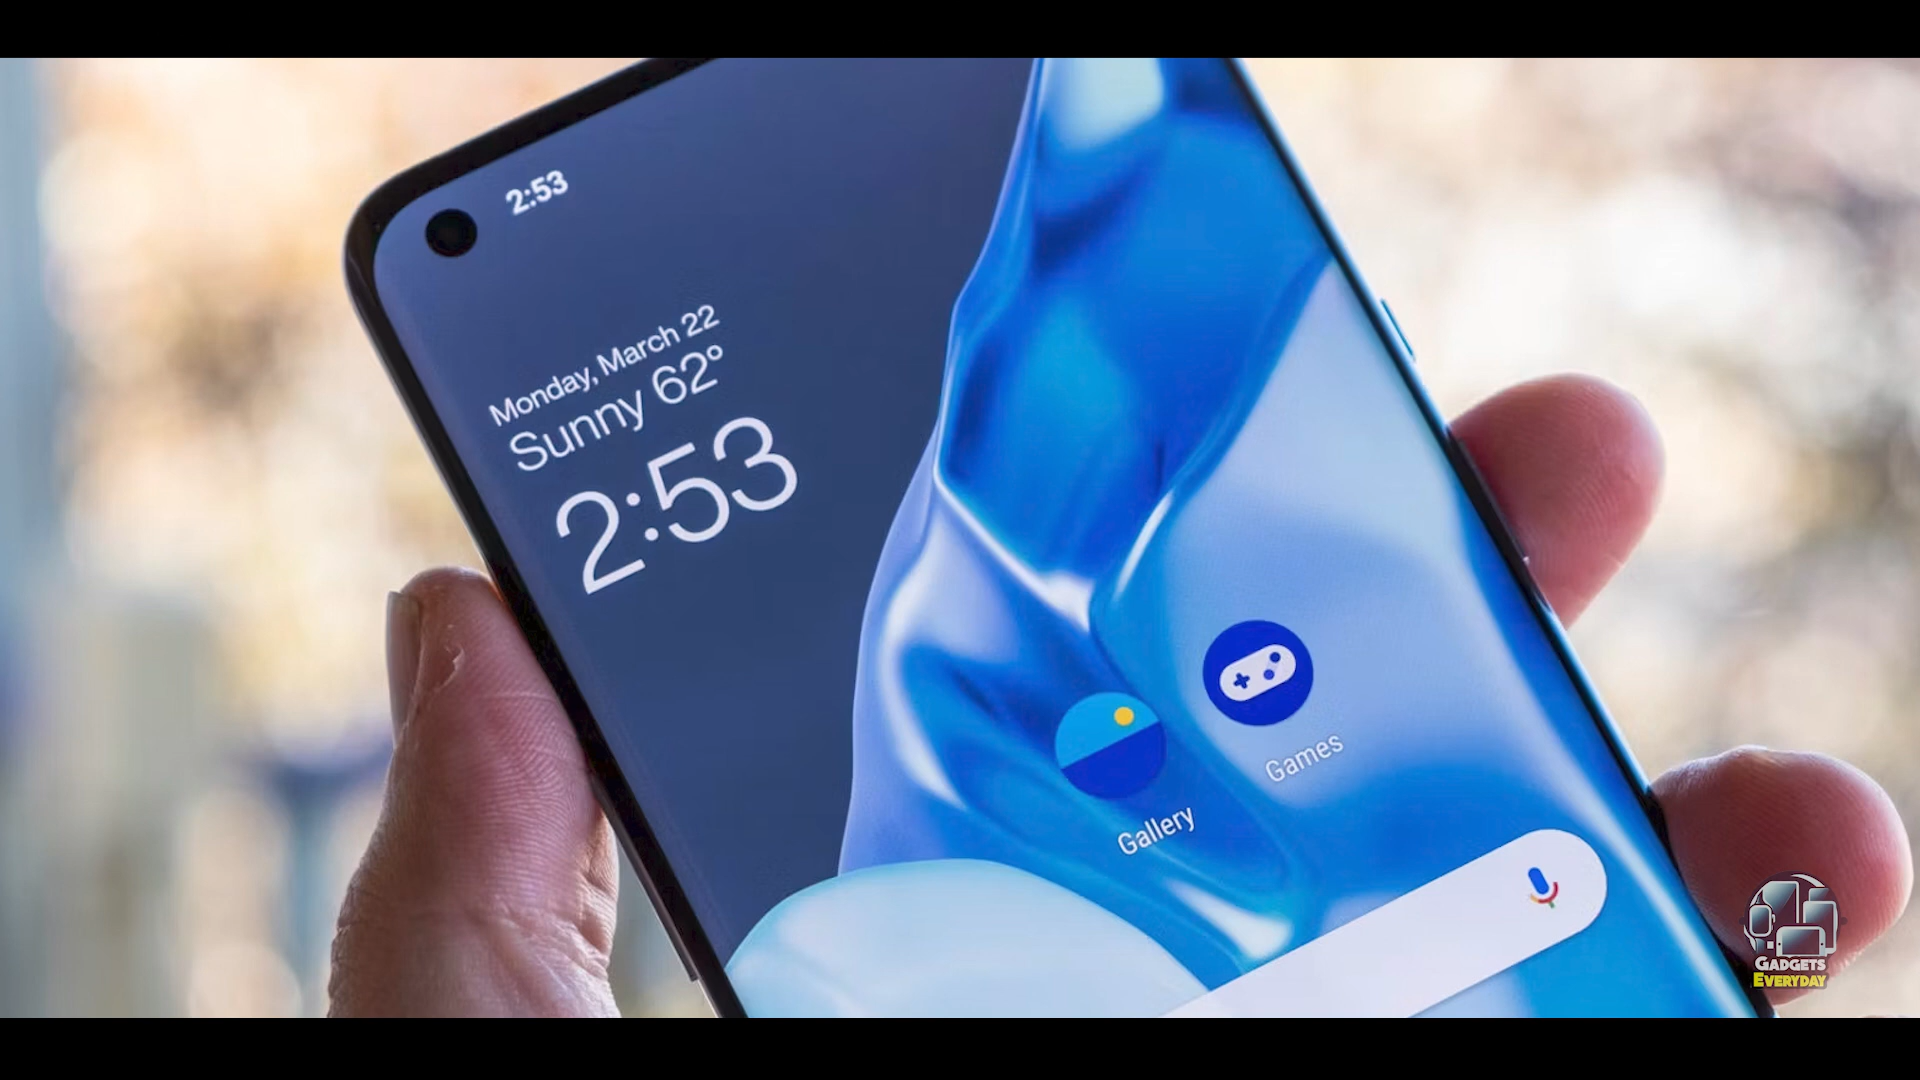 2:53
Monday, March 22
Sunny 62°
2:53
Games
Gallery
GADGETS
EVERYDAY